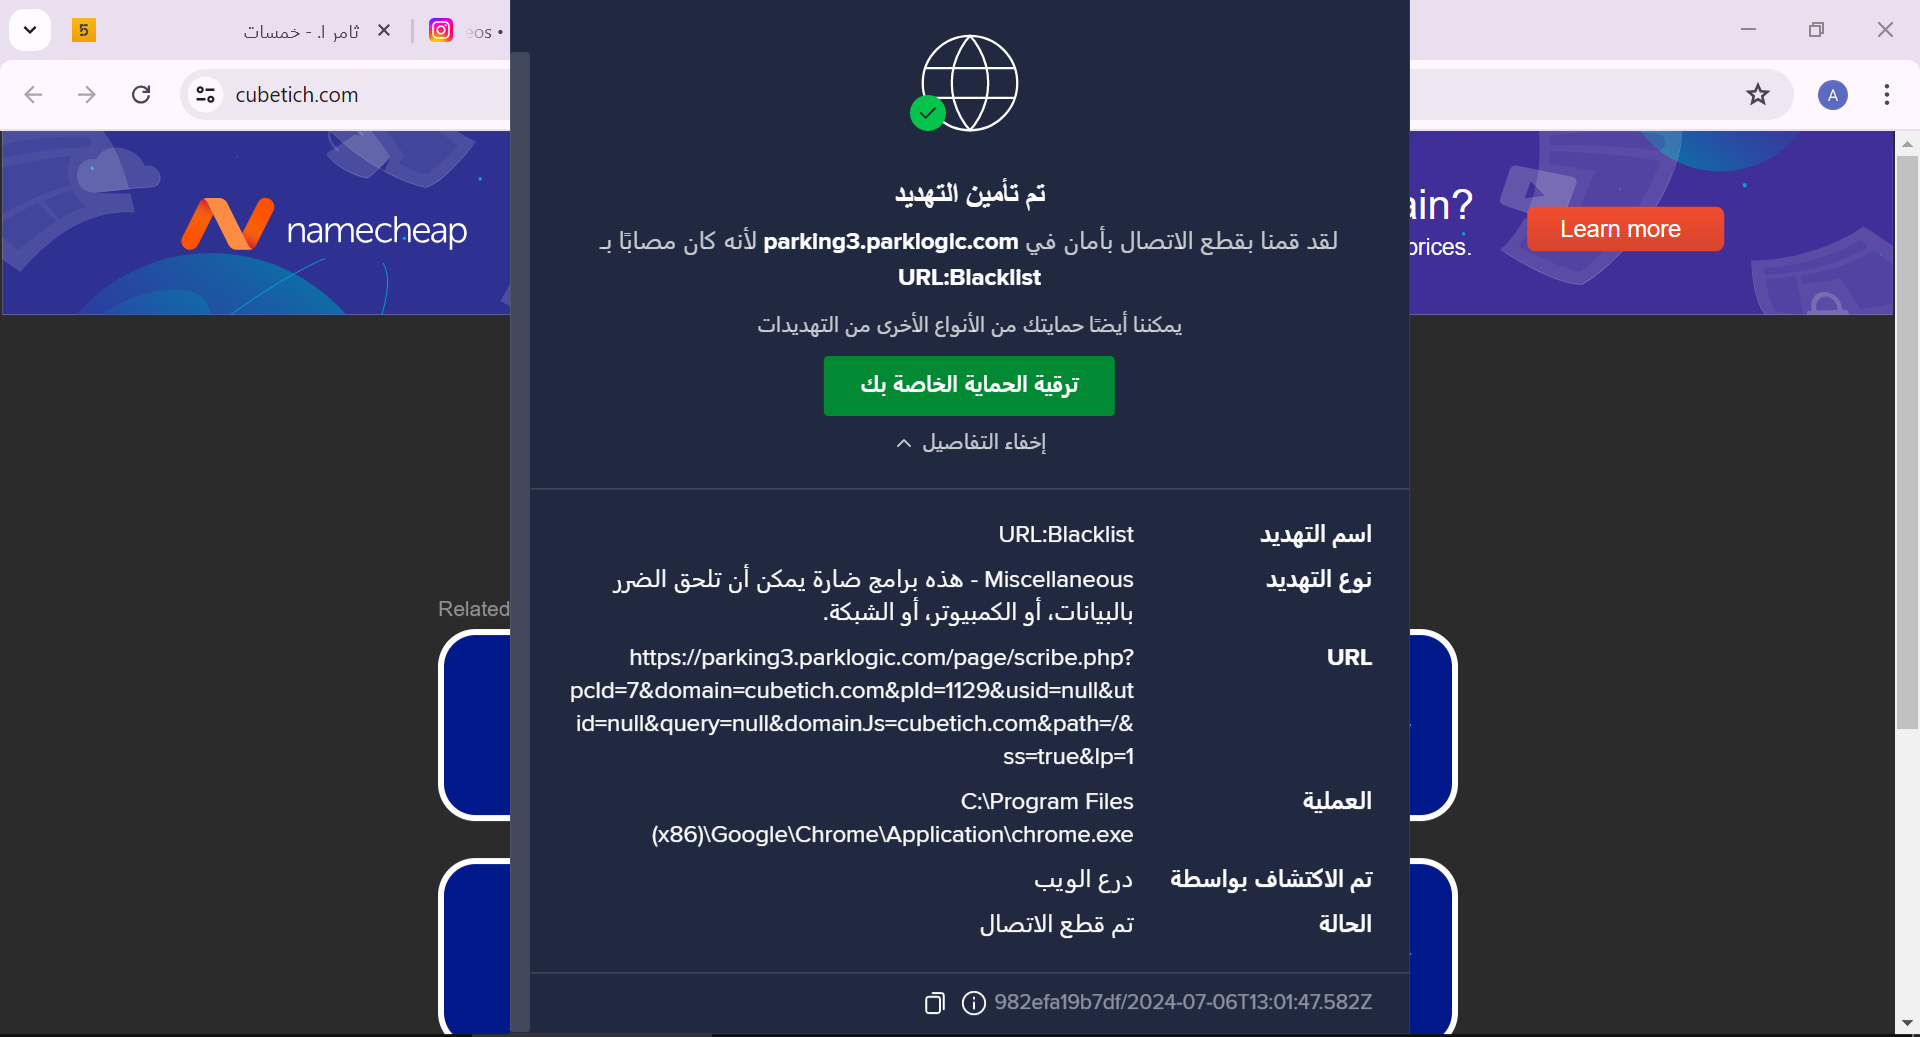 ثامر ا. - خمسات
eos •
cubetich.com
A
namecheap
ain?
prices.
Learn more
تم تأمين التهديد
لقد قمنا بقطع الاتصال بأمان في parking3.parklogic.com لأنه كان مصابًا بـ
URL:Blacklist
يمكننا أيضًا حمايتك من الأنواع الأخرى من التهديدات
ترقية الحماية الخاصة بك
إخفاء التفاصيل
Related
اسم التهديد URL:Blacklist
نوع التهديد Miscellaneous - هذه برامج ضارة يمكن أن تلحق الضرر
بالبيانات، أو الكمبيوتر، أو الشبكة.
URL https://parking3.parklogic.com/page/scribe.php?
pcId=7&domain=cubetich.com&pId=1129&usid=null&ut
id=null&query=null&domainJs=cubetich.com&path=/&
ss=true&lp=1
العملية C:\Program Files
(x86)\Google\Chrome\Application\chrome.exe
تم الاكتشاف بواسطة درع الويب
الحالة تم قطع الاتصال
982efa19b7df/2024-07-06T13:01:47.582Z